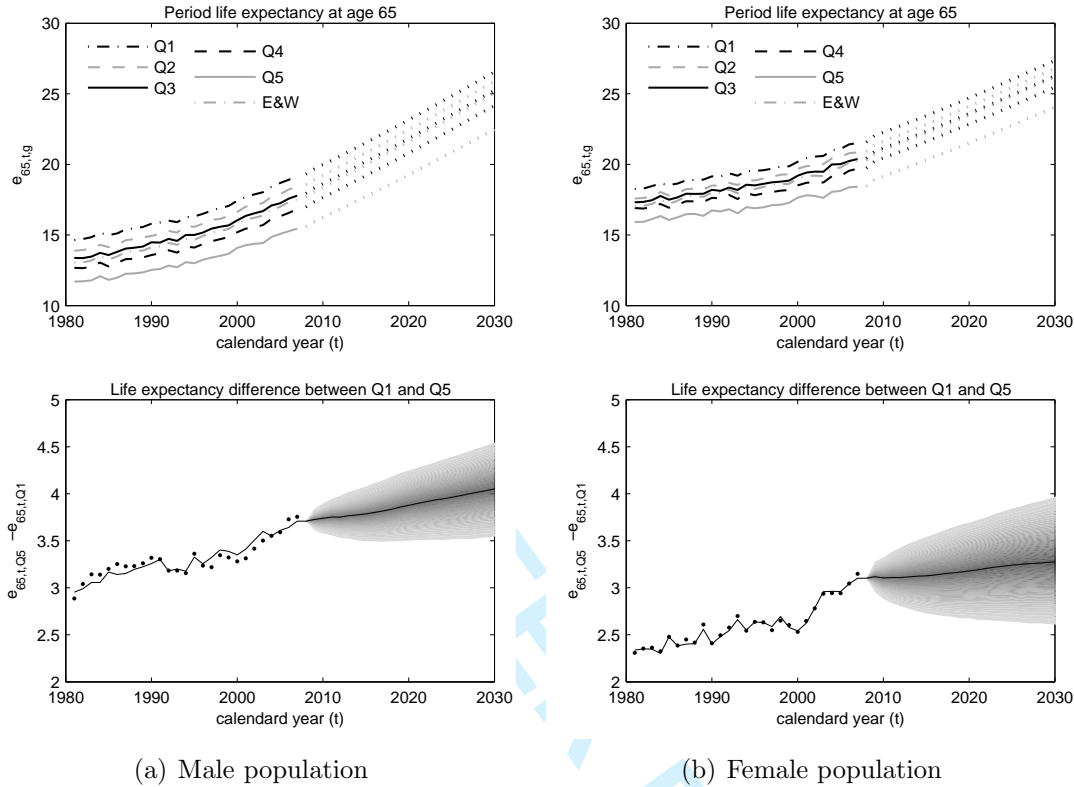 Period life expectancy at age 65
30
25
20
15
10
e65,t,g
Q1
Q2
Q3
Q4
Q5
E&W
1980 1990 2000 2010 2020 2030
calendard year (t)
Period life expectancy at age 65
30
25
20
15
10
e65,t,g
Q1
Q2
Q3
Q4
Q5
E&W
1980 1990 2000 2010 2020 2030
calendard year (t)
Life expectancy difference between Q1 and Q5
5
4.5
4
3.5
3
2.5
2
e65,t,Q5 −e65,t,Q1
1980 1990 2000 2010 2020 2030
calendard year (t)
Life expectancy difference between Q1 and Q5
5
4.5
4
3.5
3
2.5
2
e65,t,Q5 −e65,t,Q1
1980 1990 2000 2010 2020 2030
calendard year (t)
(a) Male population
(b) Female population